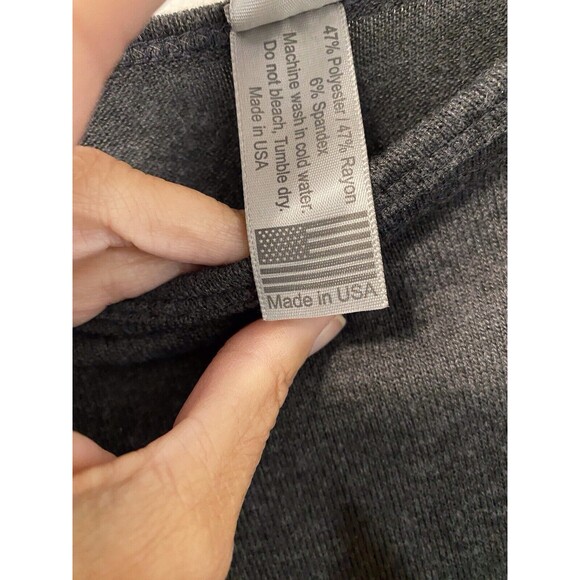 47% Polyester / 47% Rayon
6% Spandex
Machine wash in cold water.
Do not bleach, Tumble dry.
Made in USA
Made in USA